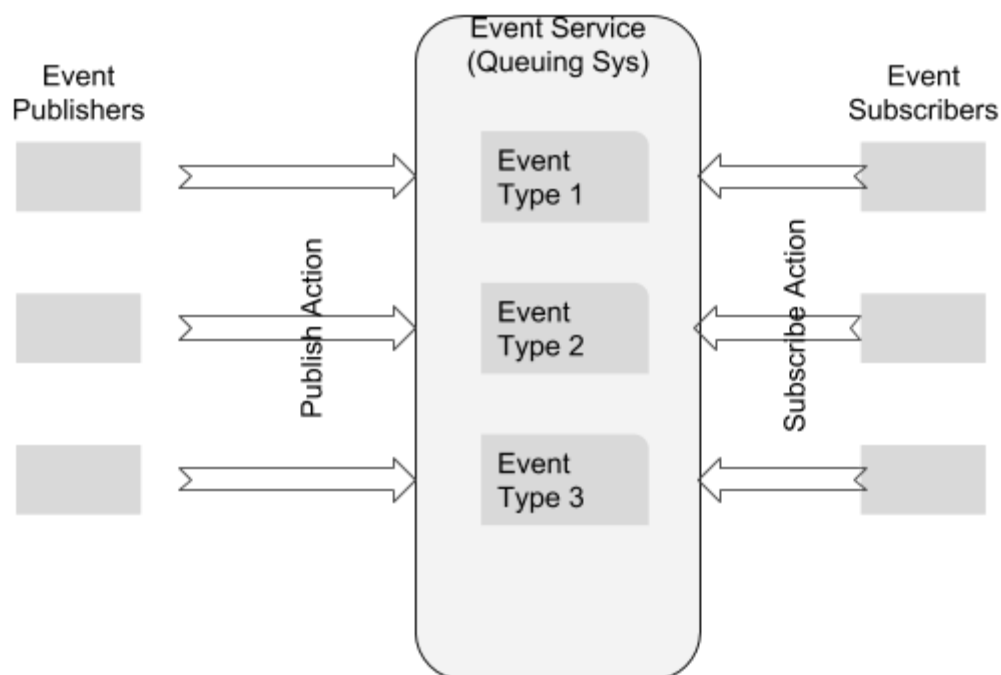 Event Service
(Queuing Sys)
Event
Publishers
Event
Subscribers
Event
Type 1
Publish Action
Event
Type 2
Subscribe Action
Event
Type 3